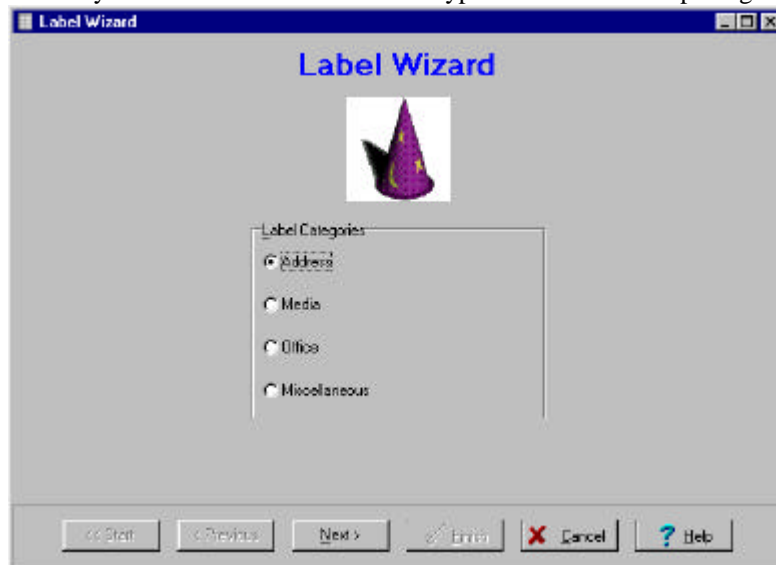 Label Wizard
Label Wizard
Label Categories
Address
Media
Office
Miscellaneous
<< Start
< Previous
Next >
Finish
Cancel
? Help